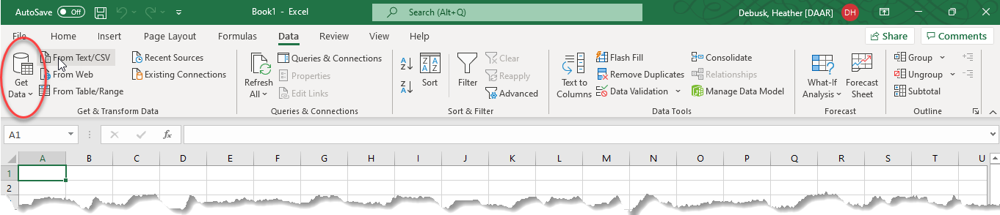 AutoSave Off Book1 - Excel Search (Alt+Q) Debusk, Heather [DAAR] DH
File Home Insert Page Layout Formulas Data Review View Help Share Comments
Get Data
From Text/CSV
From Web
From Table/Range
Recent Sources
Existing Connections
Get & Transform Data
Refresh All
Queries & Connections
Properties
Edit Links
Queries & Connections
A Z
Z A
Z A A Z
Sort
Filter
Clear
Reapply
Advanced
Sort & Filter
Text to Columns
Flash Fill
Remove Duplicates
Data Validation
Consolidate
Relationships
Manage Data Model
Data Tools
What-If Analysis
Forecast Sheet
Forecast
Group
Ungroup
Subtotal
Outline
A1 fx
A B C D E F G H I J K L M N O P Q R S T U
1
2